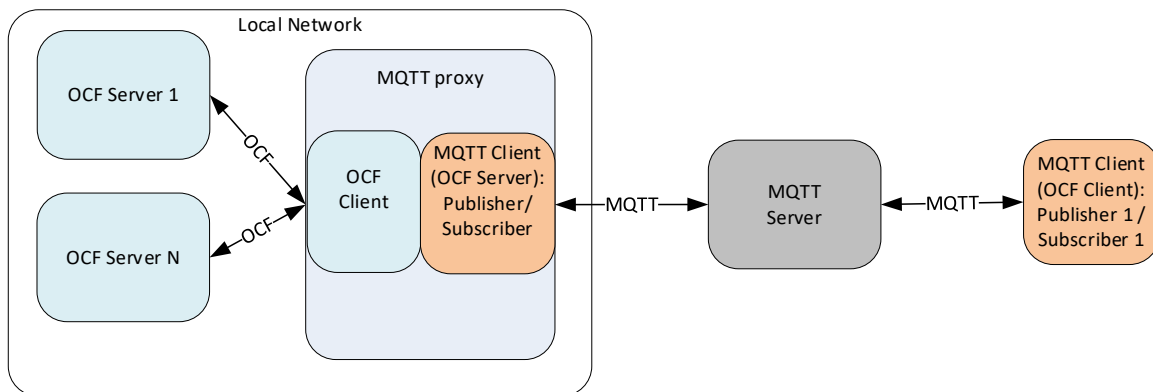 Local Network
OCF Server 1
OCF
OCF Server N
OCF
MQTT proxy
OCF
Client
MQTT Client
(OCF Server):
Publisher/
Subscriber
MQTT
MQTT
Server
MQTT
MQTT Client
(OCF Client):
Publisher 1 /
Subscriber 1